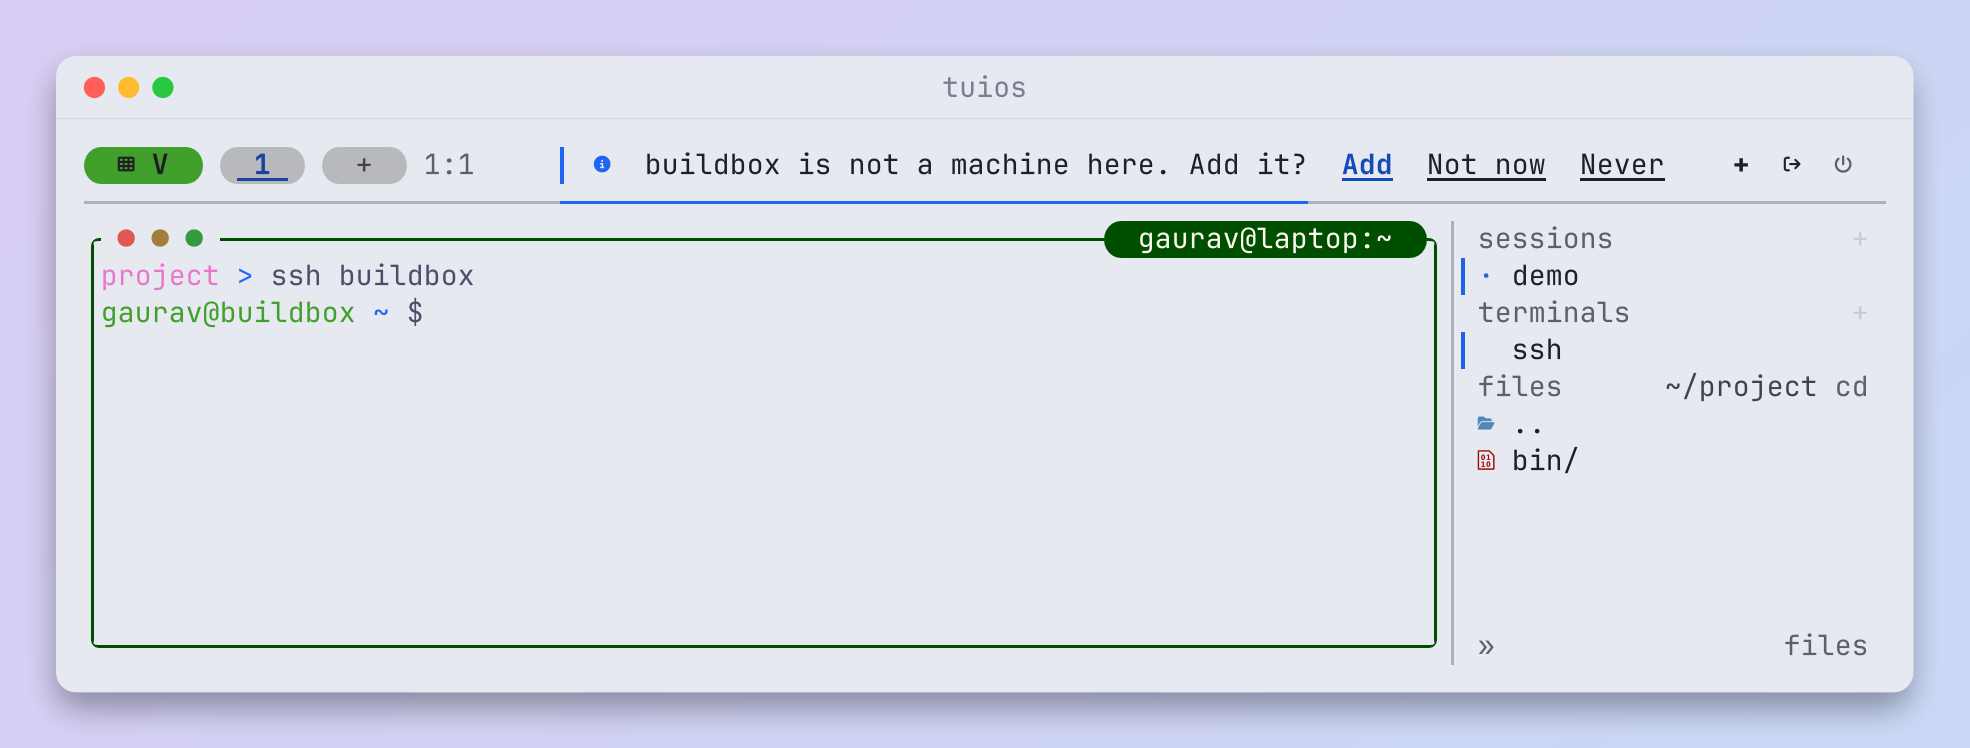 tuios
V 1 + 1:1 buildbox is not a machine here. Add it? Add Not now Never +
gaurav@laptop:~
project > ssh buildbox
gaurav@buildbox ~ $
sessions +
· demo
terminals +
ssh
files ~/project cd
..
bin/
» files